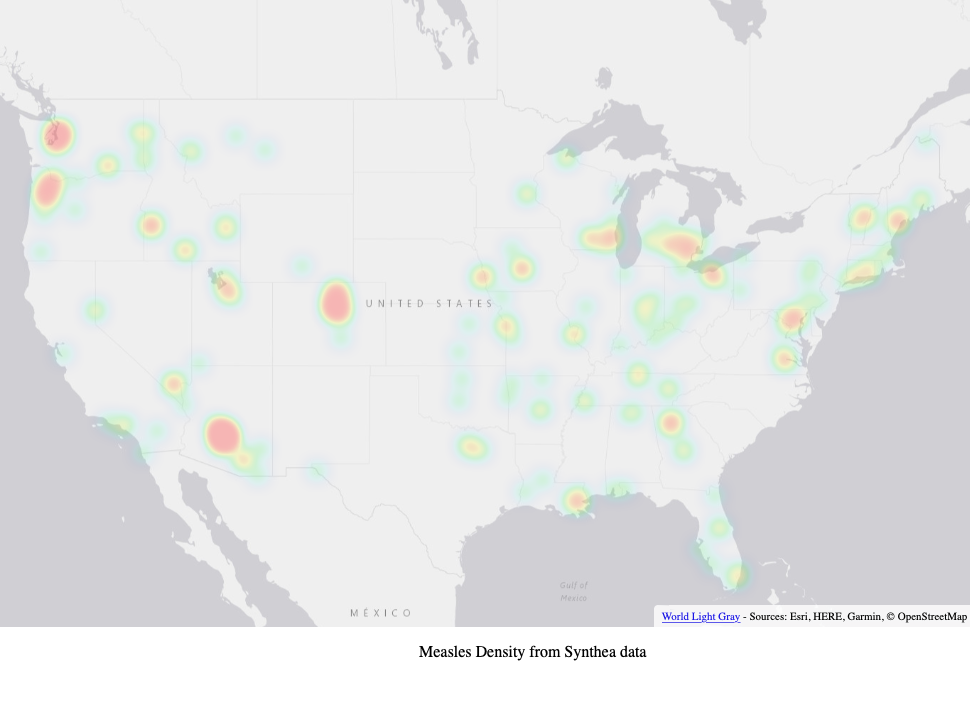 UNITED STATES
Gulf of
Mexico
MÉXICO
World Light Gray - Sources: Esri, HERE, Garmin, © OpenStreetMap
Measles Density from Synthea data